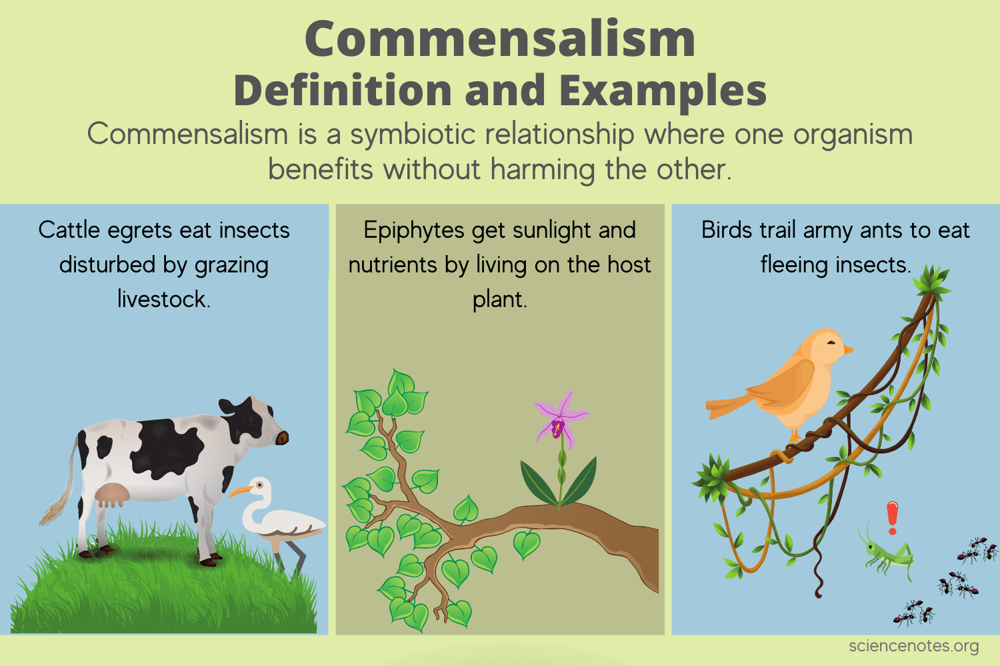 Commensalism
Definition and Examples
Commensalism is a symbiotic relationship where one organism
benefits without harming the other.
Cattle egrets eat insects
disturbed by grazing
livestock.
Epiphytes get sunlight and
nutrients by living on the host
plant.
Birds trail army ants to eat
fleeing insects.
sciencenotes.org